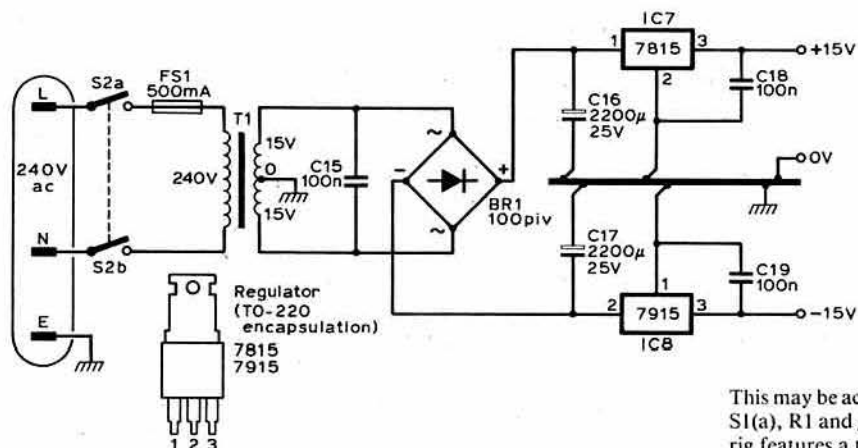 L
S2a
FS1
500mA
T1
240V
ac
240V
15V
0
15V
C15
100n
N
S2b
E
~
-
+
~
BR1
100piv
Regulator
(TO-220
encapsulation)
7815
7915
1 2 3
IC7
1
7815
3
2
+15V
C16
2200µ
25V
C18
100n
0V
C17
2200µ
25V
C19
100n
1
2
7915
3
-15V
IC8
This may be ac
S1(a), R1 and